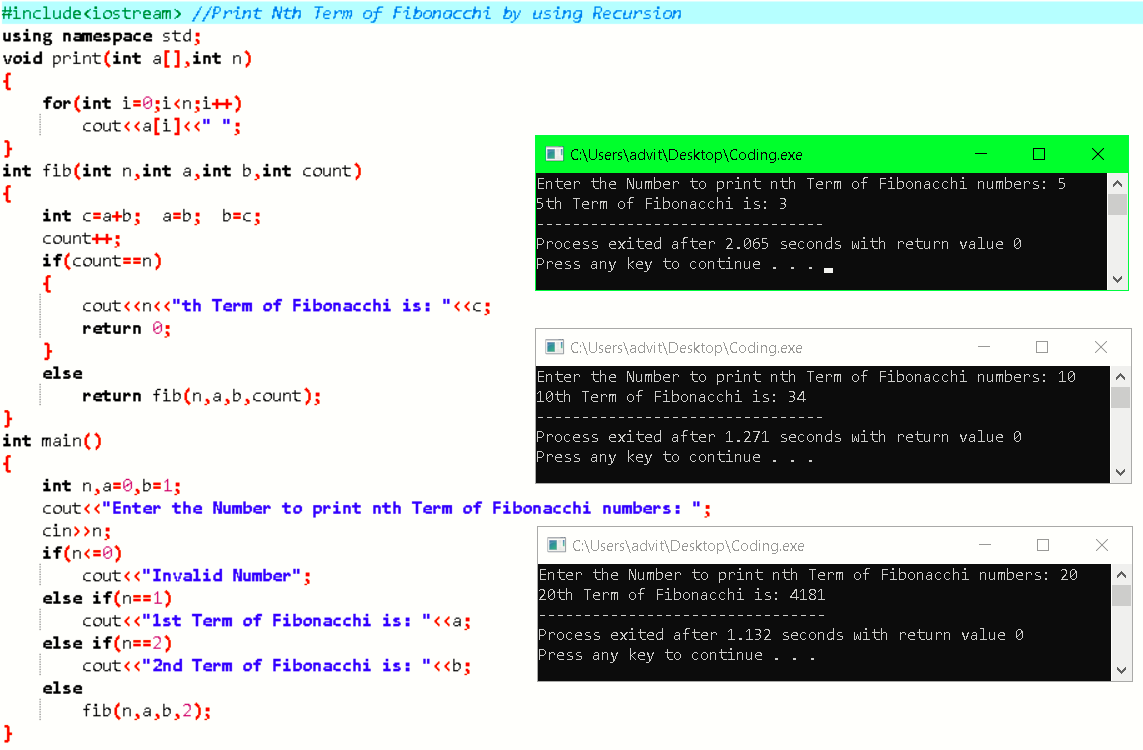 #include<iostream> //Print Nth Term of Fibonacchi by using Recursion
using namespace std;
void print(int a[],int n)
{
    for(int i=0;i<n;i++)
        cout<<a[i]<<" ";
}
int fib(int n,int a,int b,int count)
{
    int c=a+b;  a=b;  b=c;
    count++;
    if(count==n)
    {
        cout<<n<<"th Term of Fibonacchi is: "<<c;
        return 0;
    }
    else
        return fib(n,a,b,count);
}
int main()
{
    int n,a=0,b=1;
    cout<<"Enter the Number to print nth Term of Fibonacchi numbers: ";
    cin>>n;
    if(n<=0)
        cout<<"Invalid Number";
    else if(n==1)
        cout<<"1st Term of Fibonacchi is: "<<a;
    else if(n==2)
        cout<<"2nd Term of Fibonacchi is: "<<b;
    else
        fib(n,a,b,2);
}
C:\Users\advit\Desktop\Coding.exe
Enter the Number to print nth Term of Fibonacchi numbers: 5
5th Term of Fibonacchi is: 3
--------------------------------
Process exited after 2.065 seconds with return value 0
Press any key to continue . . .
C:\Users\advit\Desktop\Coding.exe
Enter the Number to print nth Term of Fibonacchi numbers: 10
10th Term of Fibonacchi is: 34
--------------------------------
Process exited after 1.271 seconds with return value 0
Press any key to continue . . .
C:\Users\advit\Desktop\Coding.exe
Enter the Number to print nth Term of Fibonacchi numbers: 20
20th Term of Fibonacchi is: 4181
--------------------------------
Process exited after 1.132 seconds with return value 0
Press any key to continue . . .